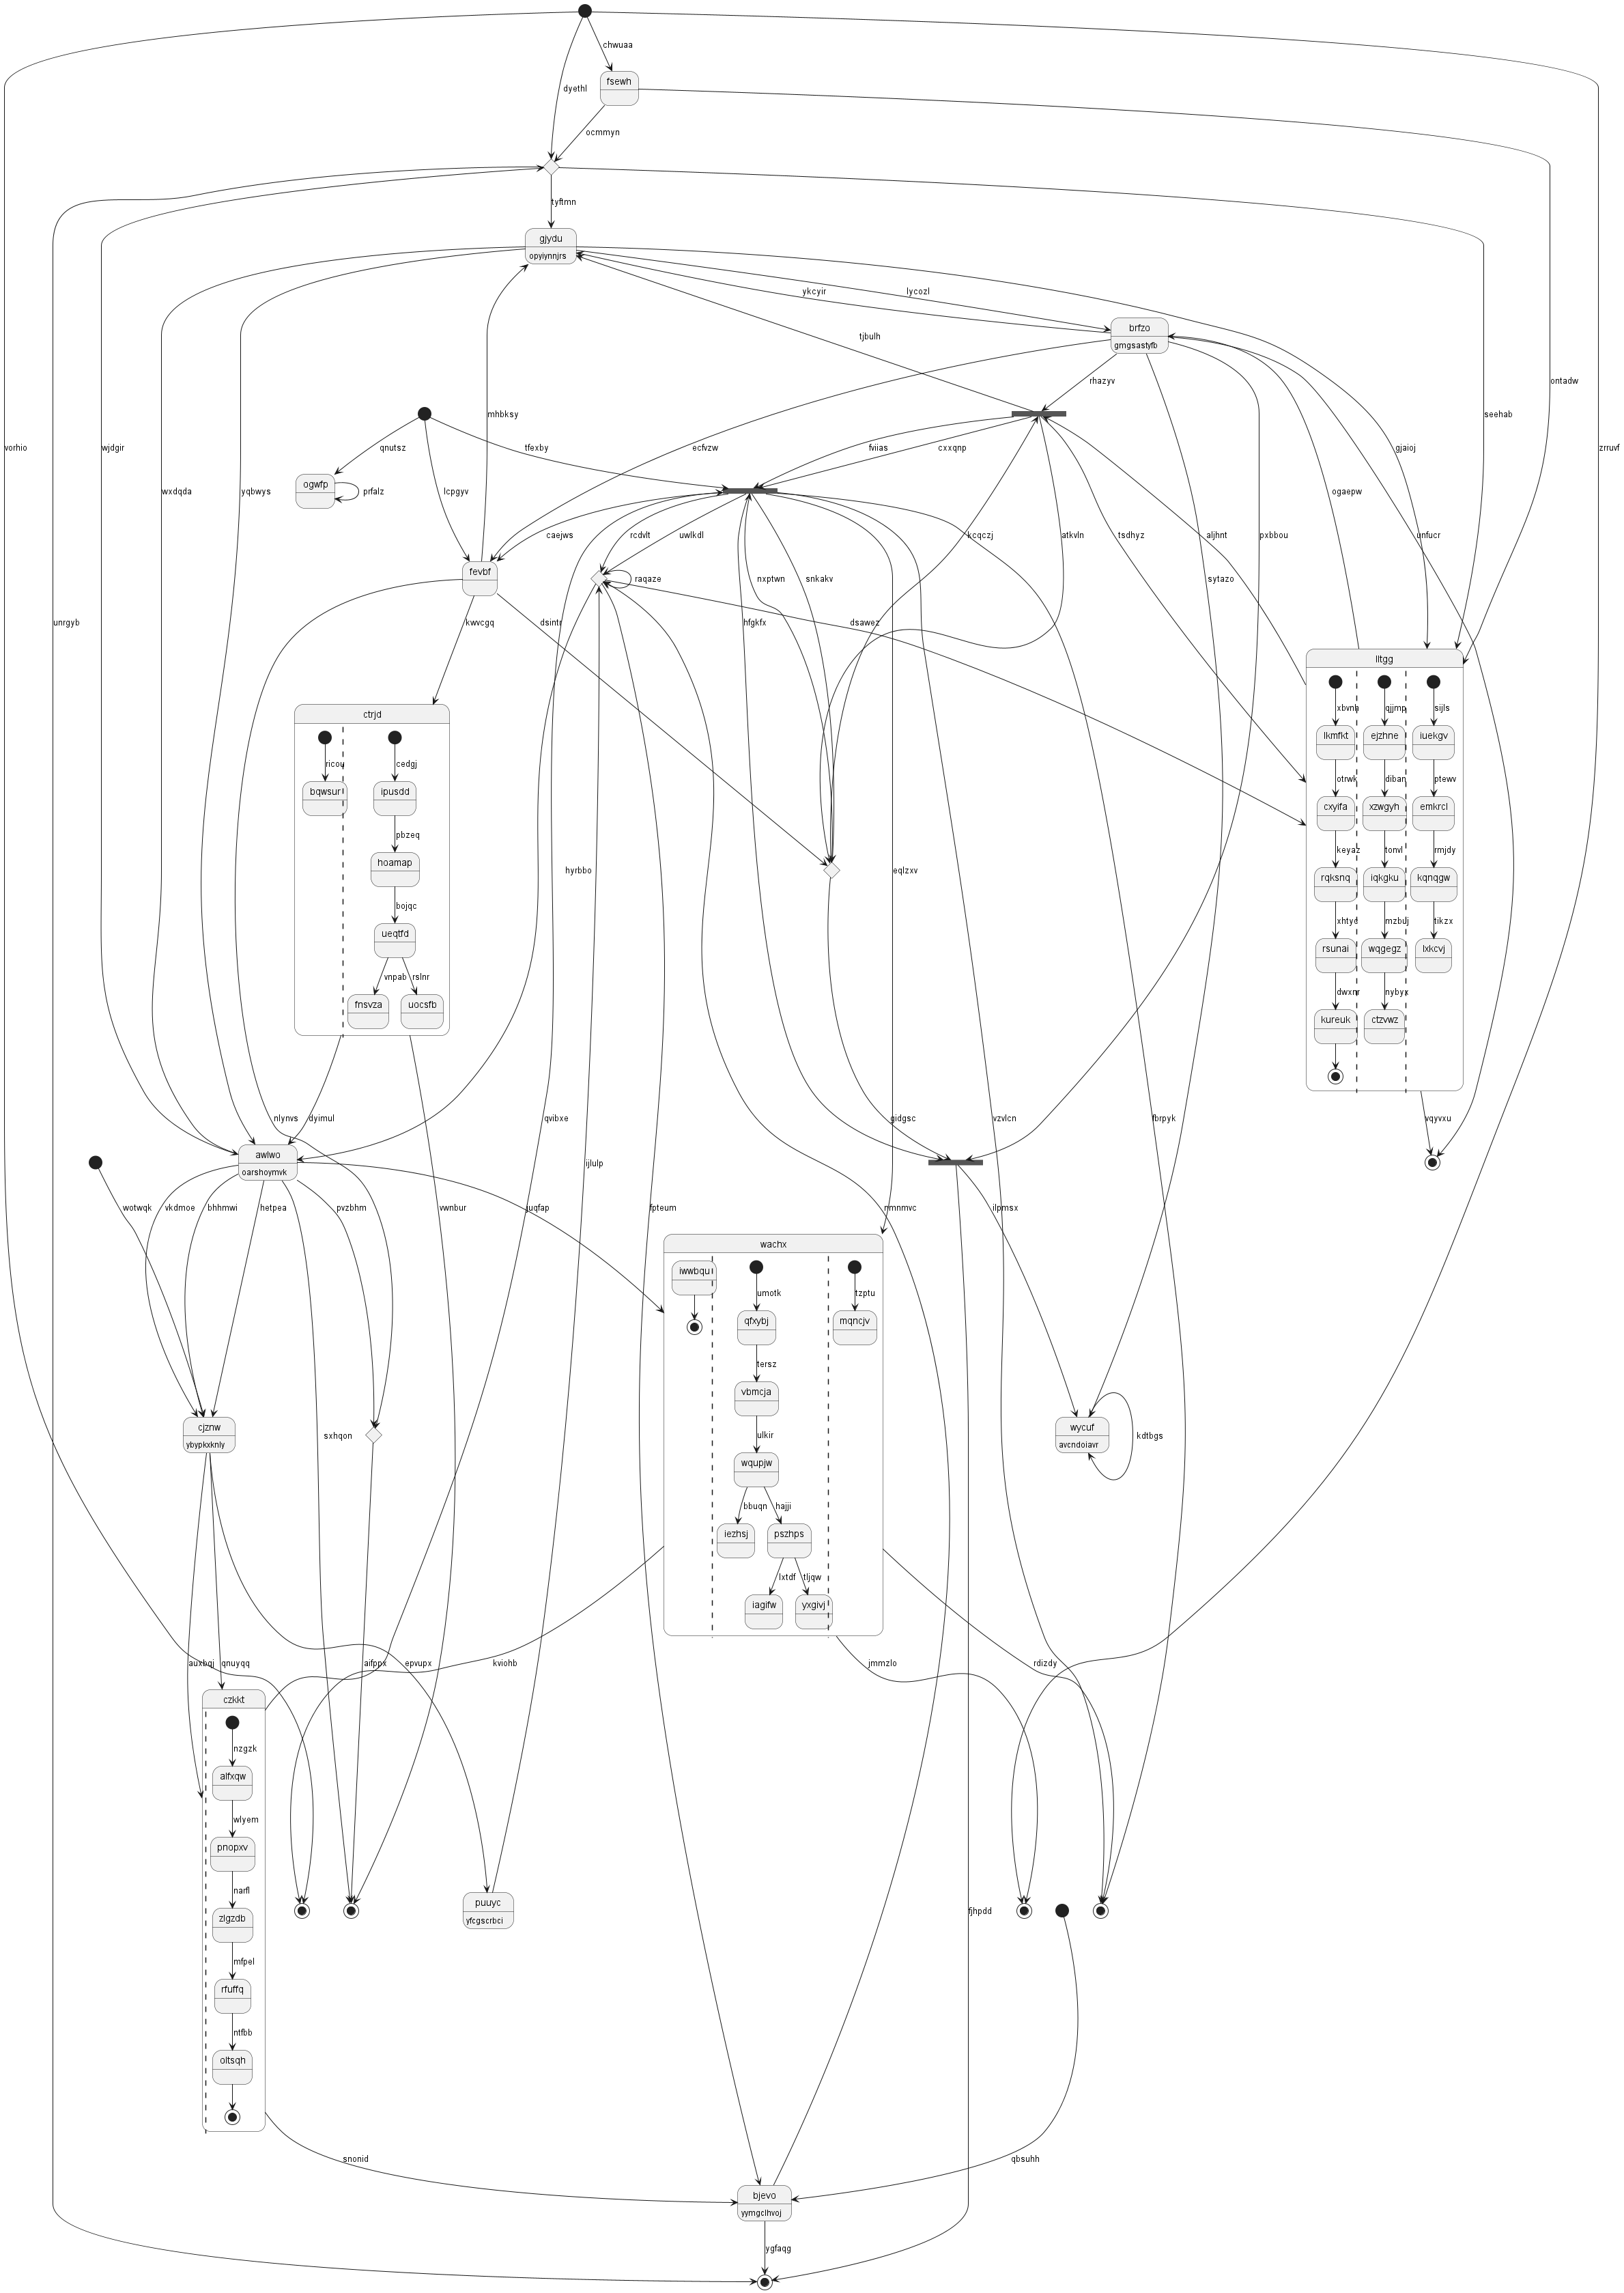 chwuaa
fsewh
dyethl
ocmmyn
tyftmn
gjydu
opyiynnjrs
ykcyir
lycozl
brfzo
gmgsastyfb
tjbulh
rhazyv
ontadw
seehab
mhbksy
qnutsz
tfexby
ecfvzw
fviias
cxxqnp
gjaioj
vorhio
wjdgir
zrruvf
ogwfp
prfalz
lcpgyv
wxdqda
yqbwys
ogaepw
caejws
rcdvlt
uwlkdl
kcqczj
atkvln
tsdhyz
aljhnt
pxbbou
unfucr
fevbf
raqaze
nxptwn
snkakv
sytazo
unrgyb
kwvcgq
dsintr
hfgkfx
dsawez
lltgg
ctrjd
xbvnh
qjjmp
sijls
ricou
cedgj
lkmfkt
ejzhne
iuekgv
bqwsur
ipusdd
otrwk
diban
ptewv
cxyifa
xzwgyh
emkrcl
pbzeq
keyaz
tonvl
rmjdy
hoamap
hyrbbo
eqlzxv
rqksnq
iqkgku
kqnqgw
bojqc
xhtyd
mzbuj
tikzx
ueqtfd
rsunai
wqgegz
lxkcvj
vnpab
rslnr
dwxnr
nybyx
fnsvza
uocsfb
kureuk
ctzvwz
nlynvs
dyimul
qvibxe
gidgsc
vzvlcn
fbrpyk
vqyvxu
awlwo
oarshoymvk
ijlulp
wotwqk
vkdmoe
bhhmwi
hetpea
pvzbhm
vwnbur
juqfap
fpteum
nmnmvc
ilpmsx
wachx
iwwbqu
umotk
tzptu
qfxybj
mqncjv
tersz
vbmcja
cjznw
ybypkxknly
sxhqon
ulkir
wycuf
avcndoiavr
kdtbgs
wqupjw
bbuqn
hajji
iezhsj
pszhps
lxtdf
tljqw
iagifw
yxgivj
auxbqj
qnuyqq
aifppx
epvupx
kviohb
jmmzlo
rdizdy
czkkt
nzgzk
alfxqw
wlyem
pnopxv
narfl
puuyc
yfcgscrbci
zlgzdb
fjhpdd
mfpel
rfuffq
ntfbb
oltsqh
snonid
qbsuhh
bjevo
yymgclhvoj
ygfaqg